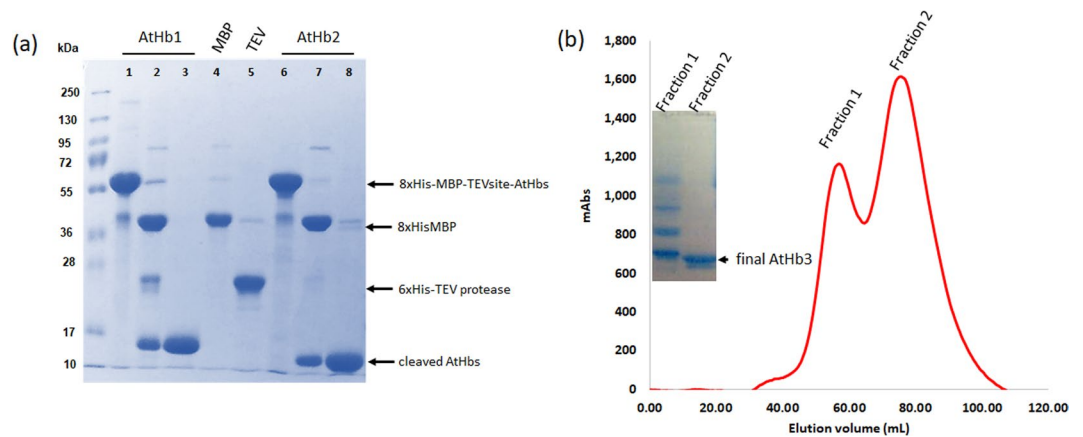 (a)
AtHb1 MBP TEV AtHb2
kDa
1 2 3 4 5 6 7 8
250
130
95
72
55
36
28
17
10
8xHis-MBP-TEVsite-AtHbs
8xHisMBP
6xHis-TEV protease
cleaved AtHbs
(b)
Fraction 1
Fraction 2
final AtHb3
Fraction 1
Fraction 2
mAbs
1,800
1,600
1,400
1,200
1,000
800
600
400
200
0
0.00 20.00 40.00 60.00 80.00 100.00 120.00
Elution volume (mL)